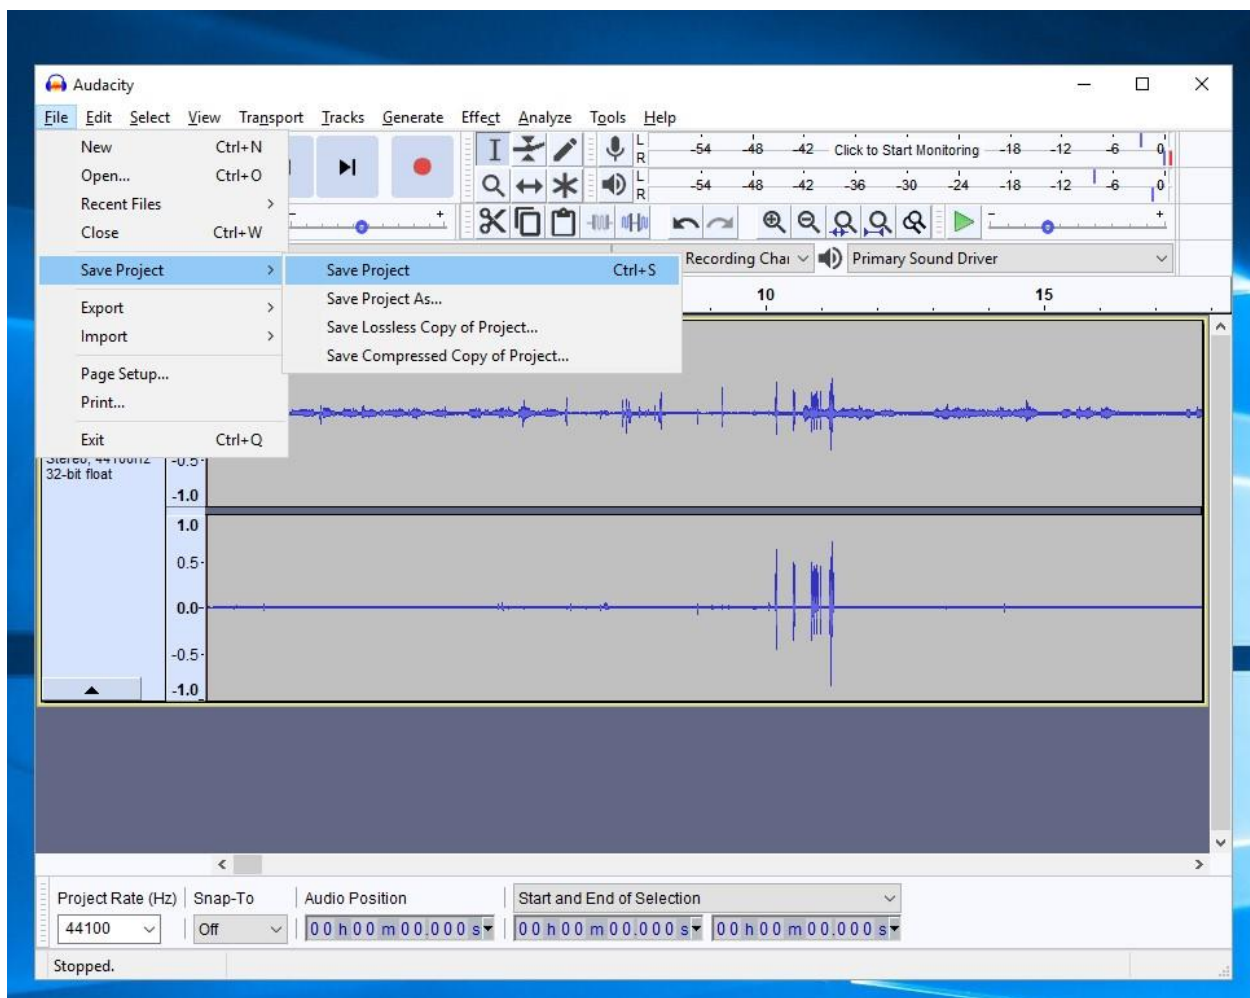 Audacity
File Edit Select View Transport Tracks Generate Effect Analyze Tools Help
New Ctrl+N
Open... Ctrl+O
Recent Files >
Close Ctrl+W
Save Project >
Export >
Import >
Page Setup...
Print...
Exit Ctrl+Q
Save Project Ctrl+S
Save Project As...
Save Lossless Copy of Project...
Save Compressed Copy of Project...
L
R
-54 -48 -42 Click to Start Monitoring -18 -12 -6 0
L
R
-54 -48 -42 -36 -30 -24 -18 -12 -6 0
- +
- +
Recording Primary Sound Driver
10 15
Stereo, 44100Hz
32-bit float
-0.5
-1.0
1.0
0.5
0.0
-0.5
-1.0
Project Rate (Hz) Snap-To Audio Position Start and End of Selection
44100 Off 00 h 00 m 00.000 s 00 h 00 m 00.000 s 00 h 00 m 00.000 s
Stopped.